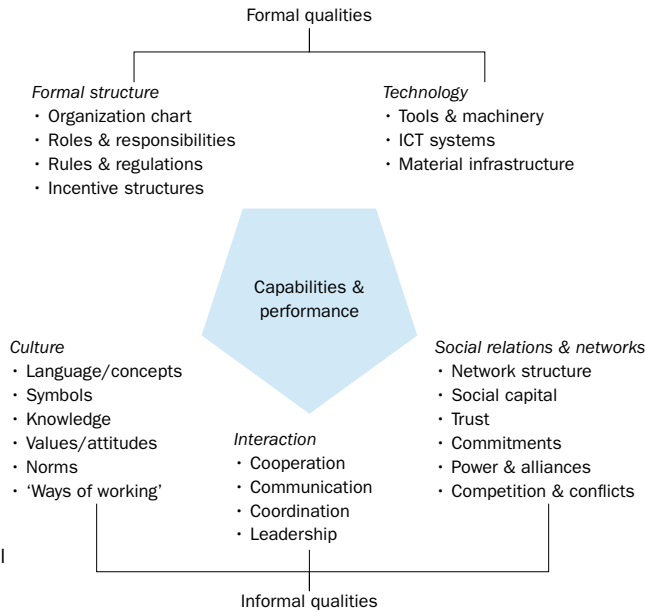 Formal qualities
Formal structure
· Organization chart
· Roles & responsibilities
· Rules & regulations
· Incentive structures
Technology
· Tools & machinery
· ICT systems
· Material infrastructure
Capabilities &
performance
Culture
· Language/concepts
· Symbols
· Knowledge
· Values/attitudes
· Norms
· ‘Ways of working’
Interaction
· Cooperation
· Communication
· Coordination
· Leadership
Social relations & networks
· Network structure
· Social capital
· Trust
· Commitments
· Power & alliances
· Competition & conflicts
Informal qualities